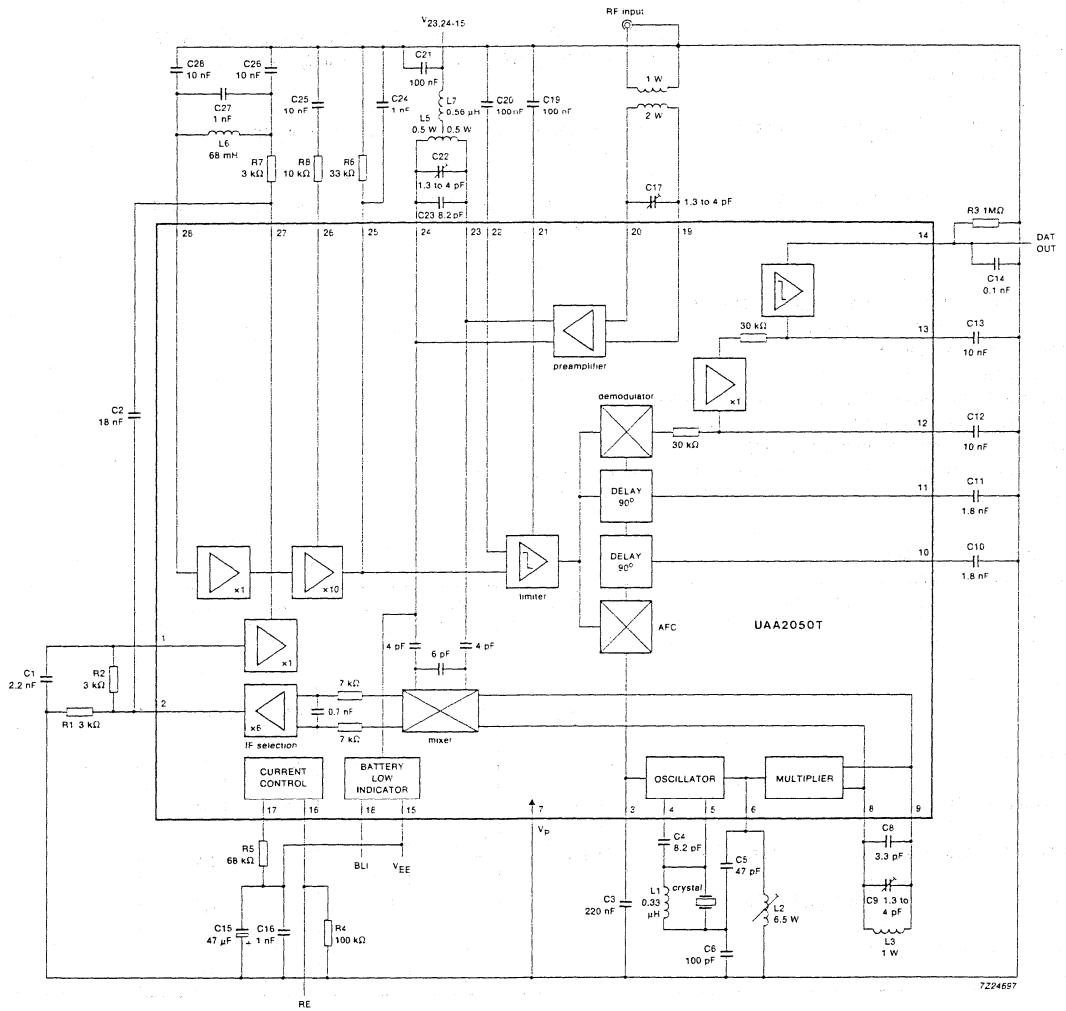 RF input
V23,24-15
C28
10 nF
C26
10 nF
C27
1 nF
L6
68 mH
C25
10 nF
C24
1 nF
C21
100 nF
L7
0.56 µH
L5
0.5 W 0.5 W
C20
100 nF
C19
100 nF
1 W
2 W
R7
3 kΩ
R8
10 kΩ
R6
33 kΩ
C22
1.3 to 4 pF
C23 8.2 pF
C17
1.3 to 4 pF
28
27
26
25
24
23
22
21
20
19
14
R3 1MΩ
DAT
OUT
C14
0.1 nF
30 kΩ
13
C13
10 nF
preamplifier
x1
demodulator
C2
18 nF
30 kΩ
12
C12
10 nF
DELAY
90°
11
C11
1.8 nF
DELAY
90°
10
C10
1.8 nF
x1
x10
limiter
AFC
UAA2050T
1
x1
4 pF
6 pF
4 pF
C1
2.2 nF
R2
3 kΩ
R1 3 kΩ
2
x6
IF selection
7 kΩ
0.7 nF
7 kΩ
mixer
CURRENT
CONTROL
BATTERY
LOW
INDICATOR
OSCILLATOR
MULTIPLIER
17
16
18
15
7
VP
3
4
5
6
8
9
R5
68 kΩ
BLI
VEE
C4
8.2 pF
C5
47 pF
C8
3.3 pF
C9 1.3 to
4 pF
L3
1 W
L1
0.33
µH
crystal
L2
6.5 W
C3
220 nF
C6
100 pF
C15
47 µF
+
C16
1 nF
R4
100 kΩ
RE
7Z24697